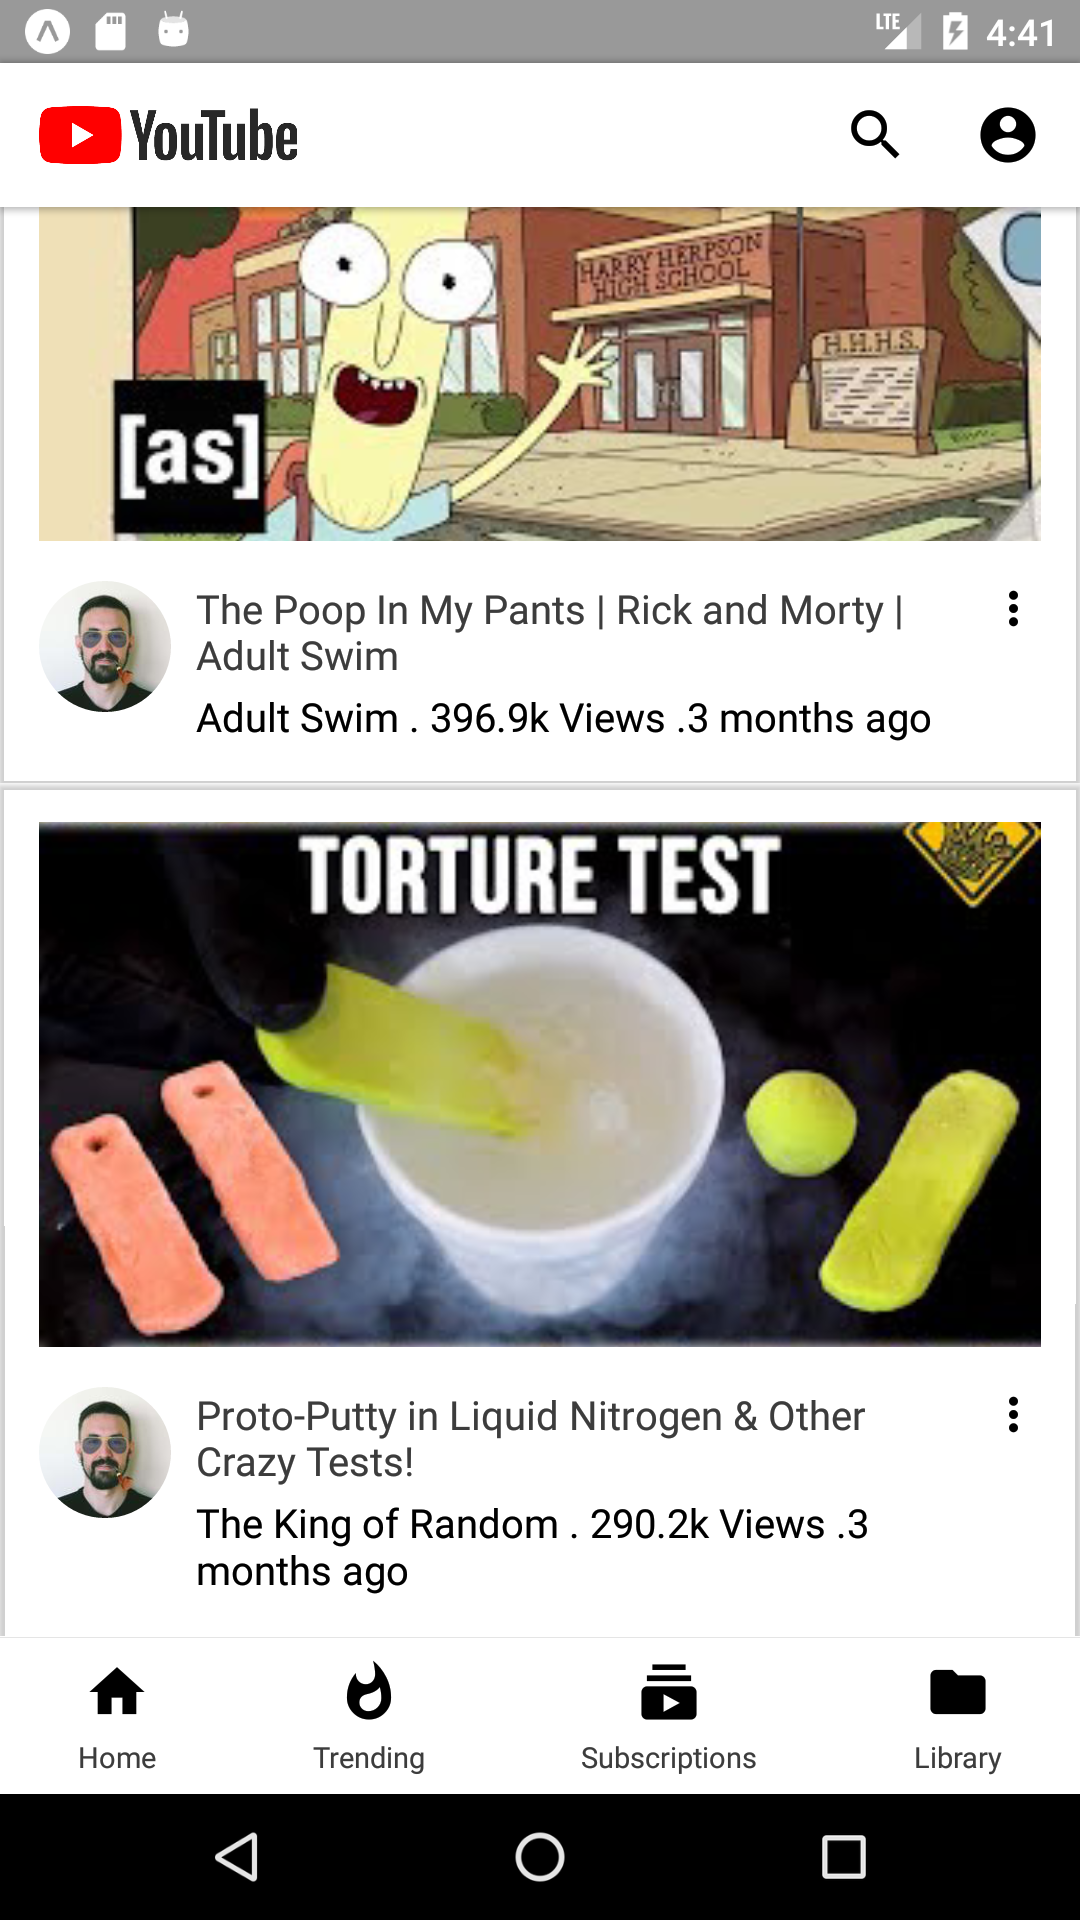 LTE 4:41
YouTube
HARRY HERPSON
HIGH SCHOOL
H.H.H.S.
[as]
The Poop In My Pants | Rick and Morty |
Adult Swim
Adult Swim . 396.9k Views .3 months ago
TORTURE TEST
Proto-Putty in Liquid Nitrogen & Other
Crazy Tests!
The King of Random . 290.2k Views .3
months ago
Home Trending Subscriptions Library